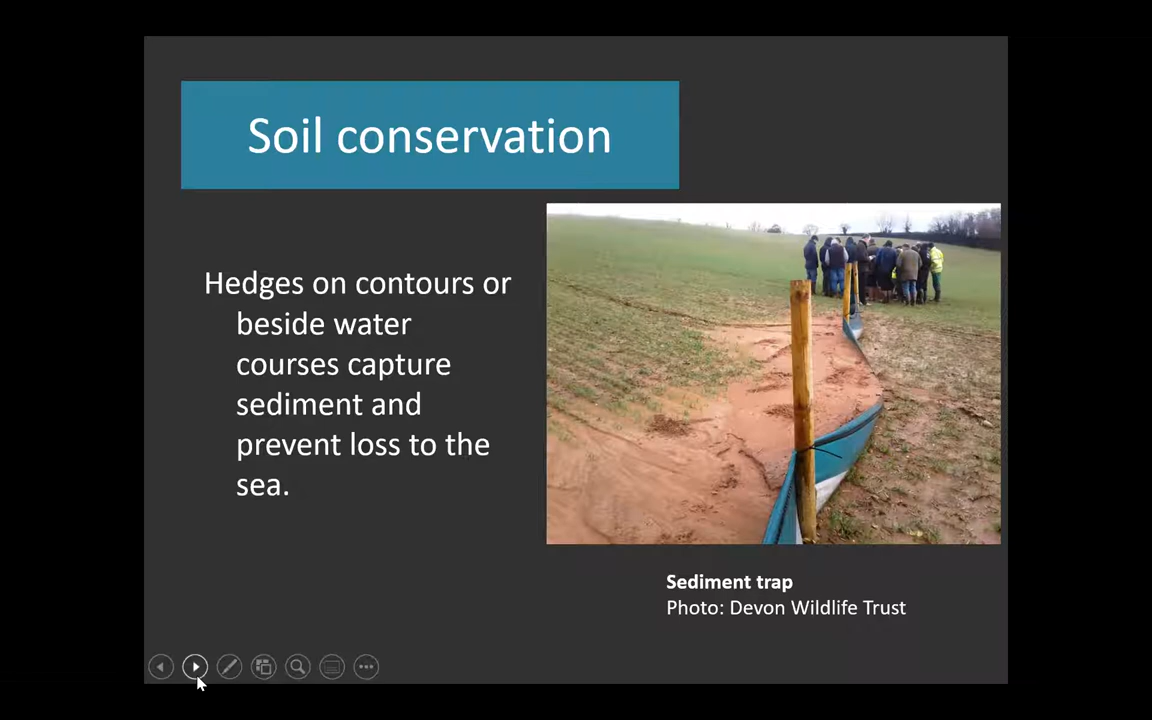 Soil conservation
Hedges on contours or
beside water
courses capture
sediment and
prevent loss to the
sea.
Sediment trap
Photo: Devon Wildlife Trust